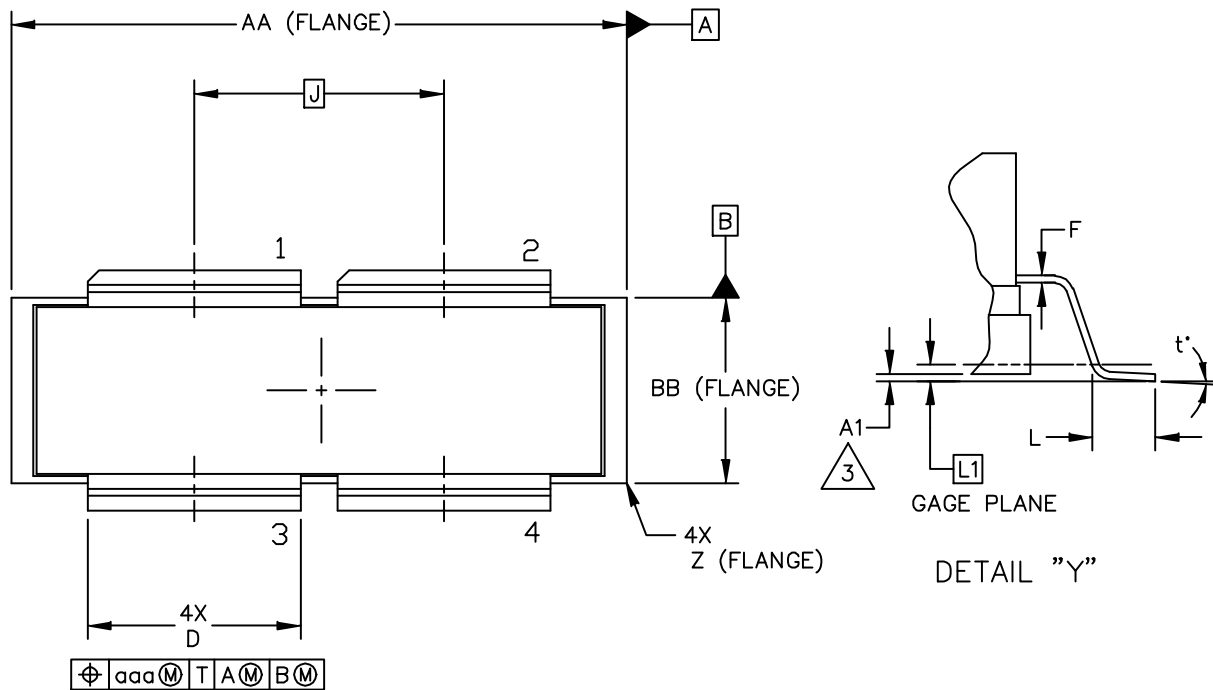 AA (FLANGE)
A
J
B
1
2
F
BB (FLANGE)
t°
A1
3
L
L1
GAGE PLANE
3
4
4X
Z (FLANGE)
DETAIL "Y"
4X
D
⌖ aaa Ⓜ T A Ⓜ B Ⓜ